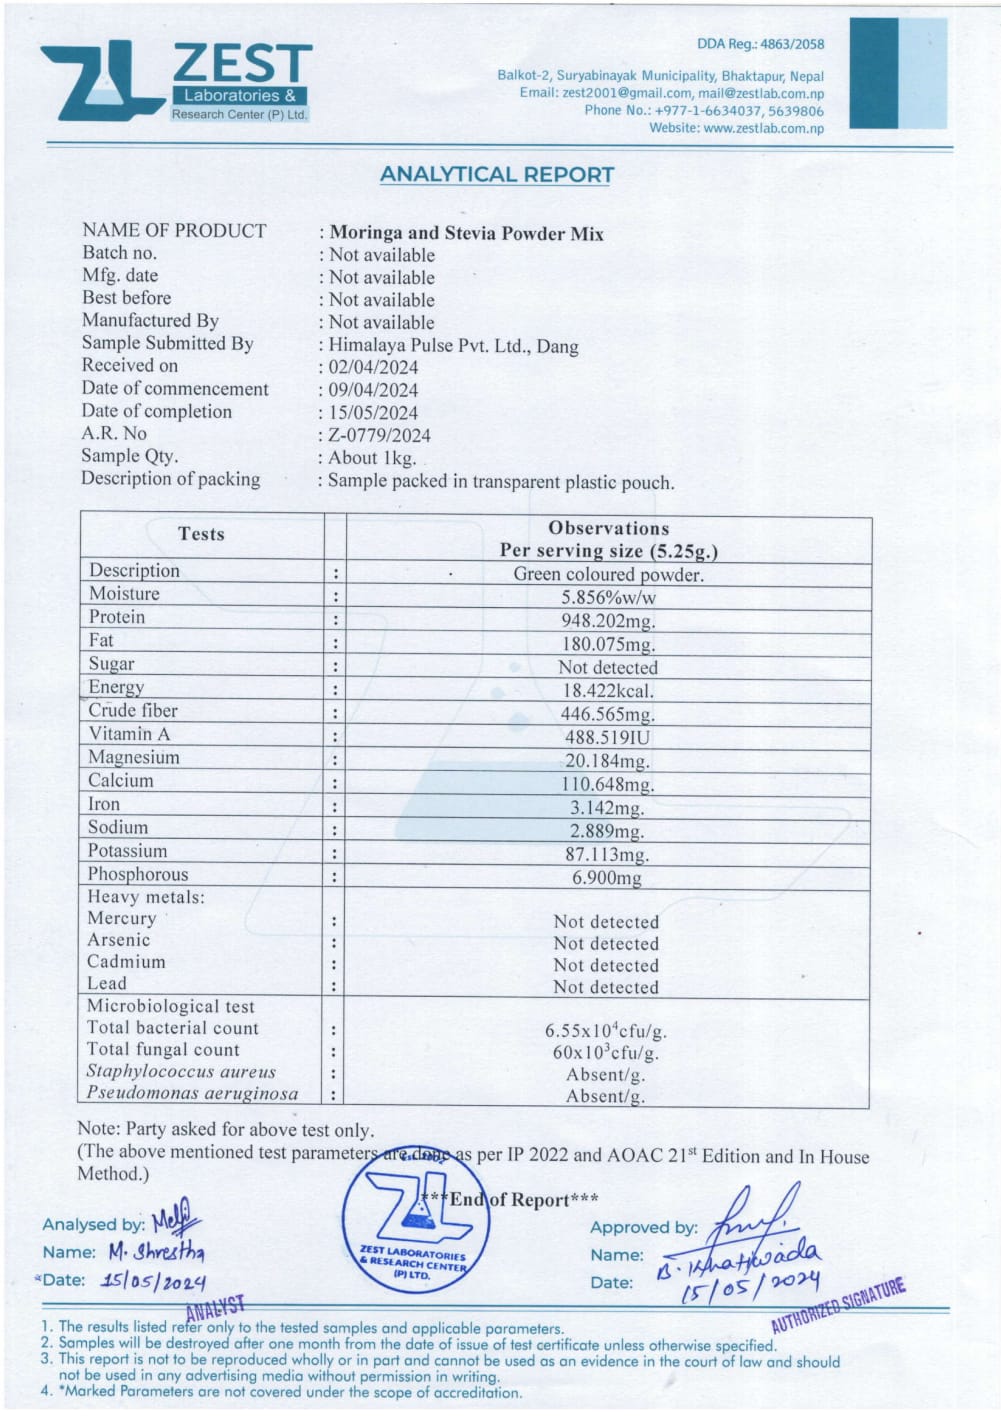 ZEST
Laboratories &
Research Center (P) Ltd.
DDA Reg.: 4863/2058
Balkot-2, Suryabinayak Municipality, Bhaktapur, Nepal
Email: zest2001@gmail.com, mail@zestlab.com.np
Phone No.: +977-1-6634037, 5639806
Website: www.zestlab.com.np
ANALYTICAL REPORT
NAME OF PRODUCT : Moringa and Stevia Powder Mix
Batch no. : Not available
Mfg. date : Not available
Best before : Not available
Manufactured By : Not available
Sample Submitted By : Himalaya Pulse Pvt. Ltd., Dang
Received on : 02/04/2024
Date of commencement : 09/04/2024
Date of completion : 15/05/2024
A.R. No : Z-0779/2024
Sample Qty. : About 1kg.
Description of packing : Sample packed in transparent plastic pouch.
Tests Observations
Per serving size (5.25g.)
Description : Green coloured powder.
Moisture : 5.856%w/w
Protein : 948.202mg.
Fat : 180.075mg.
Sugar : Not detected
Energy : 18.422kcal.
Crude fiber : 446.565mg.
Vitamin A : 488.519IU
Magnesium : 20.184mg.
Calcium : 110.648mg.
Iron : 3.142mg.
Sodium : 2.889mg.
Potassium : 87.113mg.
Phosphorous : 6.900mg
Heavy metals:
Mercury : Not detected
Arsenic : Not detected
Cadmium : Not detected
Lead : Not detected
Microbiological test
Total bacterial count : 6.55x10⁴cfu/g.
Total fungal count : 60x10³cfu/g.
Staphylococcus aureus : Absent/g.
Pseudomonas aeruginosa : Absent/g.
Note: Party asked for above test only.
(The above mentioned test parameters are done as per IP 2022 and AOAC 21st Edition and In House
Method.)
***End of Report***
ZEST LABORATORIES
& RESEARCH CENTER
(P) LTD.
Analysed by:
Name: M. Shrestha
*Date: 15/05/2024
ANALYST
Approved by:
Name: B. Khatiwada
Date: 15/05/2024
AUTHORIZED SIGNATURE
1. The results listed refer only to the tested samples and applicable parameters.
2. Samples will be destroyed after one month from the date of issue of test certificate unless otherwise specified.
3. This report is not to be reproduced wholly or in part and cannot be used as an evidence in the court of law and should
not be used in any advertising media without permission in writing.
4. *Marked Parameters are not covered under the scope of accreditation.